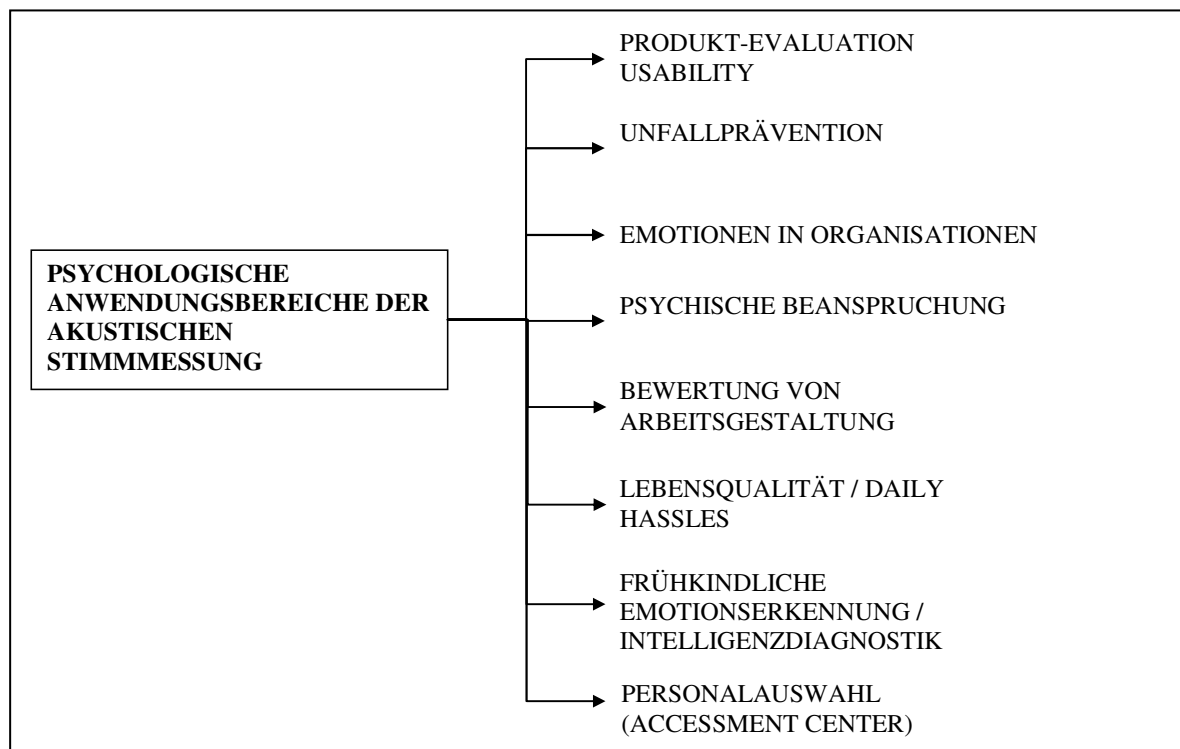 PSYCHOLOGISCHE
ANWENDUNGSBEREICHE DER
AKUSTISCHEN
STIMMMESSUNG
PRODUKT-EVALUATION
USABILITY
UNFALLPRÄVENTION
EMOTIONEN IN ORGANISATIONEN
PSYCHISCHE BEANSPRUCHUNG
BEWERTUNG VON
ARBEITSGESTALTUNG
LEBENSQUALITÄT / DAILY
HASSLES
FRÜHKINDLICHE
EMOTIONSERKENNUNG /
INTELLIGENZDIAGNOSTIK
PERSONALAUSWAHL
(ACCESSMENT CENTER)